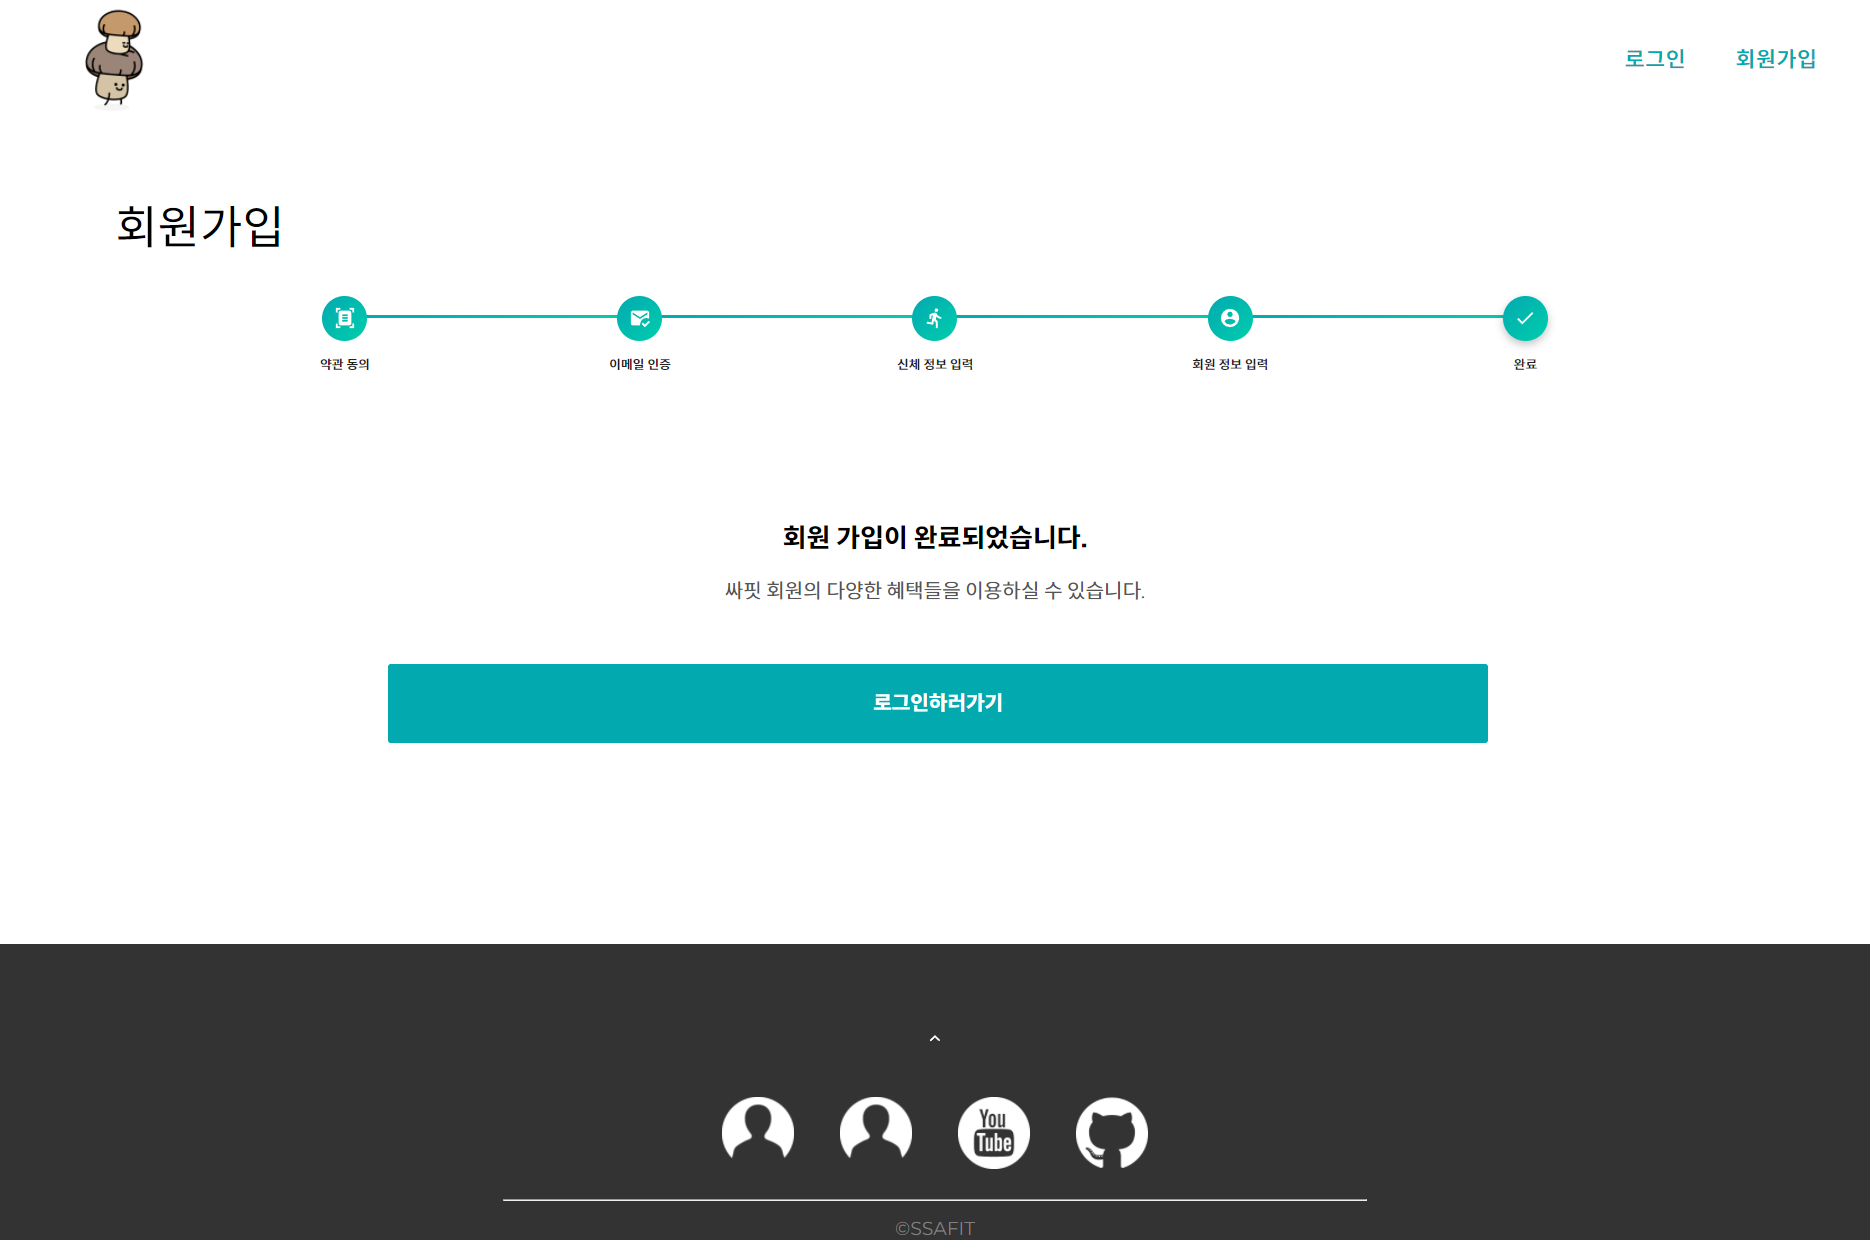 로그인
회원가입
회원가입
약관 동의
이메일 인증
신체 정보 입력
회원 정보 입력
완료
회원 가입이 완료되었습니다.
싸핏 회원의 다양한 혜택들을 이용하실 수 있습니다.
로그인하러가기
You
Tube
©SSAFIT